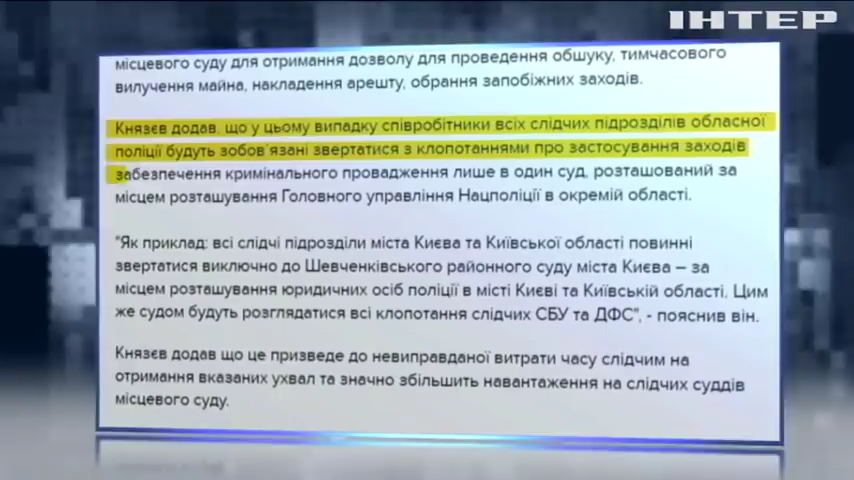 ІНТЕР
місцевого суду для отримання дозволу для проведення обшуку, тимчасового
вилучення майна, накладення арешту, обрання запобіжних заходів.
Князєв додав, що у цьому випадку співробітники всіх слідчих підрозділів обласної
поліції будуть зобов'язані звертатися з клопотаннями про застосування заходів
забезпечення кримінального провадження лише в один суд, розташований за
місцем розташування Головного управління Нацполіції в окремій області.
"Як приклад: всі слідчі підрозділи міста Києва та Київської області повинні
звертатися виключно до Шевченківського районного суду міста Києва – за
місцем розташування юридичних осіб поліції в місті Києві та Київській області. Цим
же судом будуть розглядатися всі клопотання слідчих СБУ та ДФС", - пояснив він.
Князєв додав що це призведе до невиправданої витрати часу слідчим на
отримання вказаних ухвал та значно збільшить навантаження на слідчих суддів
місцевого суду.